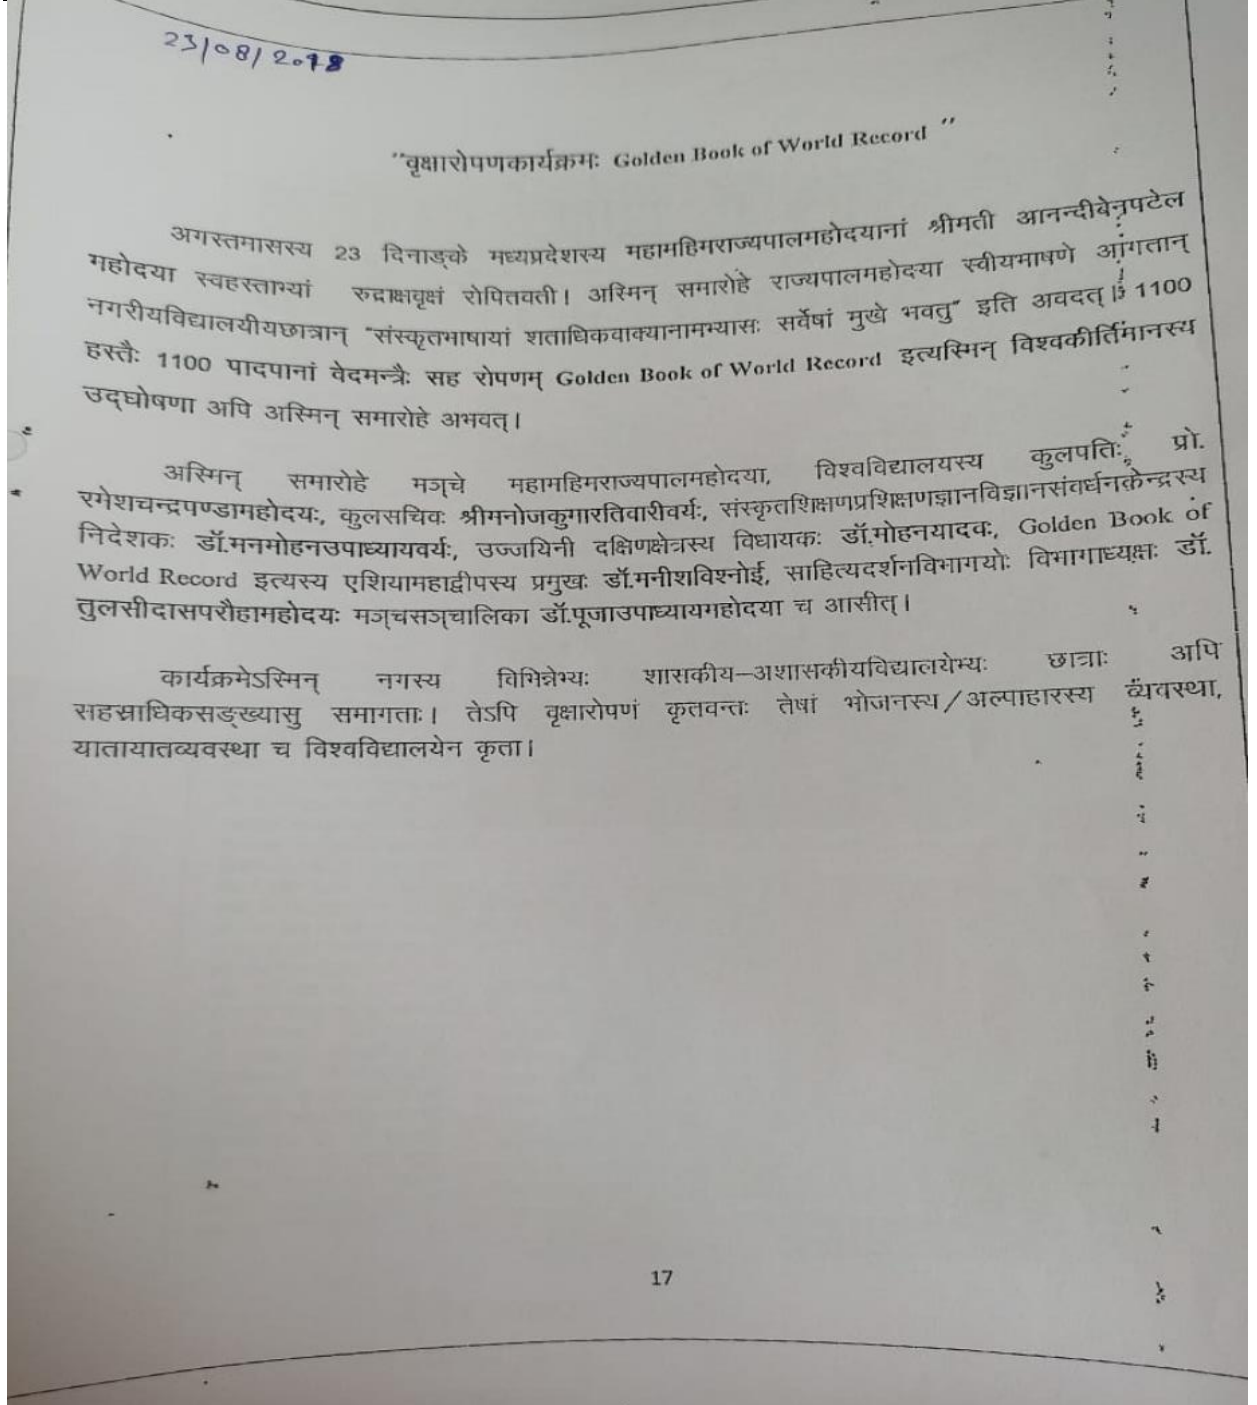 23/08/2018
"वृक्षारोपणकार्यक्रमः Golden Book of World Record "
अगस्तमासस्य 23 दिनाङ्के मध्यप्रदेशस्य महामहिमराज्यपालमहोदयानां श्रीमती आनन्दीबेनपटेल
महोदया स्वहस्ताभ्यां रुद्राक्षवृक्षं रोपितवती। अस्मिन् समारोहे राज्यपालमहोदया स्वीयभाषणे आगतान्
नगरीयविद्यालयीयछात्रान् "संस्कृतभाषायां शताधिकवाक्यानामभ्यासः सर्वेषां मुखे भवतु" इति अवदत्। 1100
हस्तैः 1100 पादपानां वेदमन्त्रैः सह रोपणम् Golden Book of World Record इत्यस्मिन् विश्वकीर्तिमानस्य
उद्घोषणा अपि अस्मिन् समारोहे अभवत्।
अस्मिन् समारोहे मञ्चे महामहिमराज्यपालमहोदया, विश्वविद्यालयस्य कुलपतिः प्रो.
रमेशचन्द्रपण्डामहोदयः, कुलसचिवः श्रीमनोजकुमारतिवारीवर्यः, संस्कृतशिक्षणप्रशिक्षणज्ञानविज्ञानसंवर्धनकेन्द्रस्य
निदेशकः डॉ.मनमोहनउपाध्यायवर्यः, उज्जयिनी दक्षिणक्षेत्रस्य विधायकः डॉ.मोहनयादवः, Golden Book of
World Record इत्यस्य एशियामहाद्वीपस्य प्रमुखः डॉ.मनीशविश्नोई, साहित्यदर्शनविभागयोः विभागाध्यक्षः डॉ.
तुलसीदासपरौहामहोदयः मञ्चसञ्चालिका डॉ.पूजाउपाध्यायमहोदया च आसीत्।
कार्यक्रमेऽस्मिन् नगस्य विभिन्नेभ्यः शासकीय–अशासकीयविद्यालयेभ्यः छात्राः अपि
सहस्राधिकसङ्ख्यासु समागताः। तेऽपि वृक्षारोपणं कृतवन्तः तेषां भोजनस्य/अल्पाहारस्य व्यवस्था,
यातायातव्यवस्था च विश्वविद्यालयेन कृता।
17